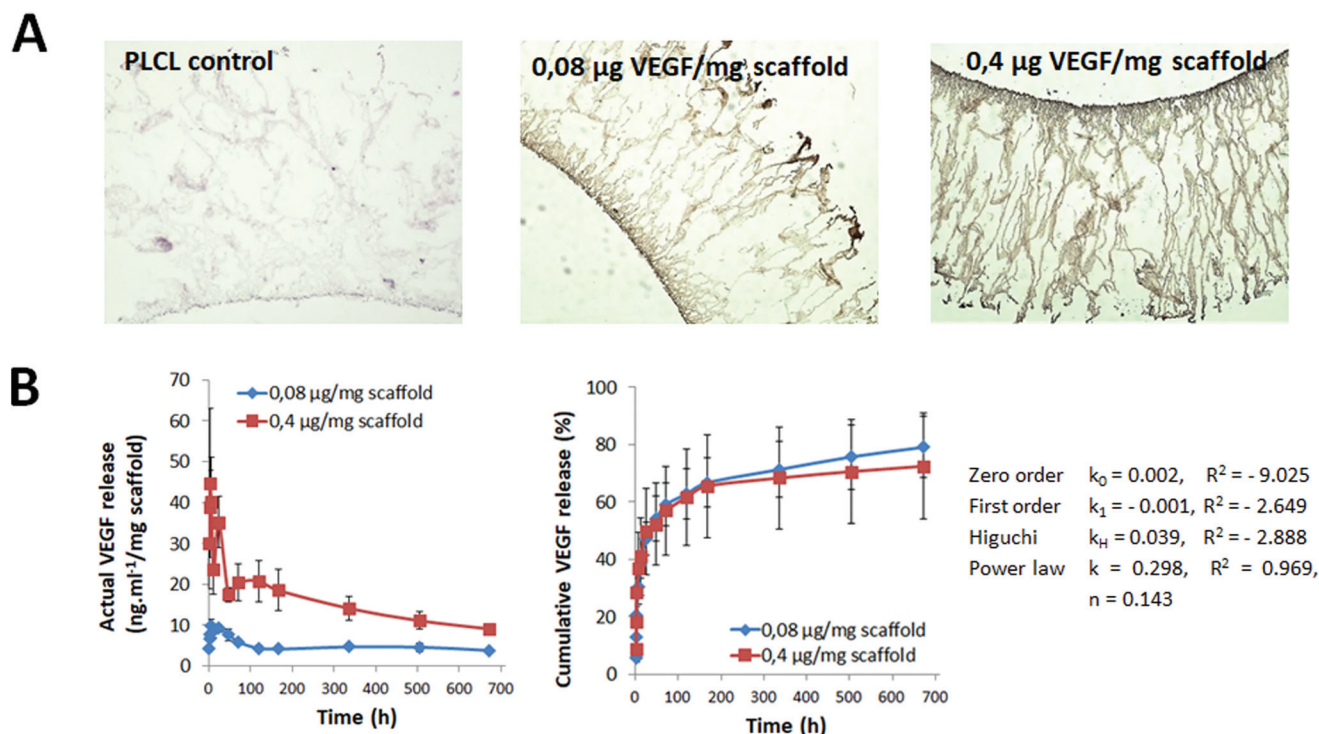 A
PLCL control
0,08 µg VEGF/mg scaffold
0,4 µg VEGF/mg scaffold
B
Actual VEGF release
(ng.ml⁻¹/mg scaffold)
70
60
50
40
30
20
10
0
0,08 µg/mg scaffold
0,4 µg/mg scaffold
0 100 200 300 400 500 600 700
Time (h)
Cumulative VEGF release (%)
100
80
60
40
20
0
0,08 µg/mg scaffold
0,4 µg/mg scaffold
0 100 200 300 400 500 600 700
Time (h)
Zero order k₀ = 0.002, R² = - 9.025
First order k₁ = - 0.001, R² = - 2.649
Higuchi kH = 0.039, R² = - 2.888
Power law k = 0.298, R² = 0.969,
n = 0.143